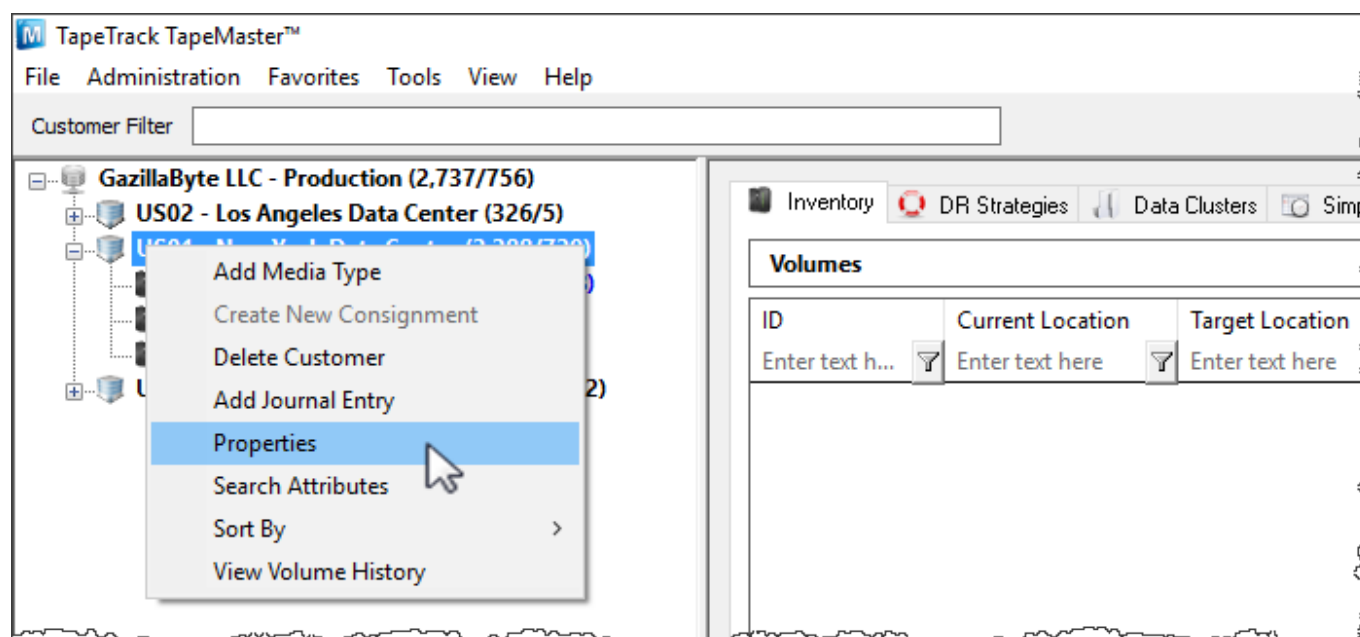 TapeTrack TapeMaster™
File Administration Favorites Tools View Help
Customer Filter
GazillaByte LLC - Production (2,737/756)
US02 - Los Angeles Data Center (326/5)
Inventory DR Strategies Data Clusters
Add Media Type
Create New Consignment
Delete Customer
Add Journal Entry
Properties
Search Attributes
Sort By >
View Volume History
2)
Volumes
ID Current Location Target Location
Enter text h... Enter text here Enter text here